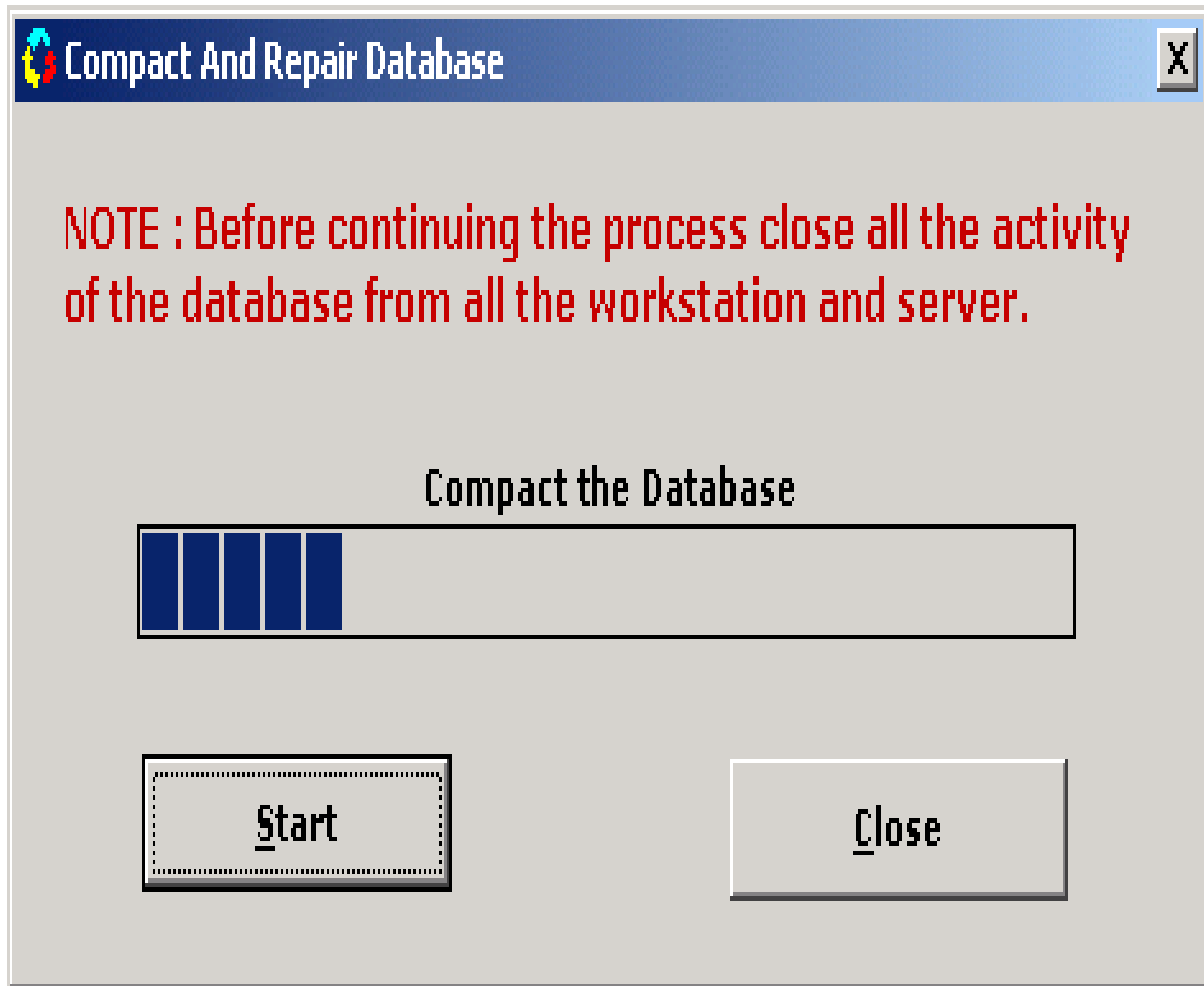 Compact And Repair Database
X
NOTE : Before continuing the process close all the activity
of the database from all the workstation and server.
Compact the Database
Start
Close